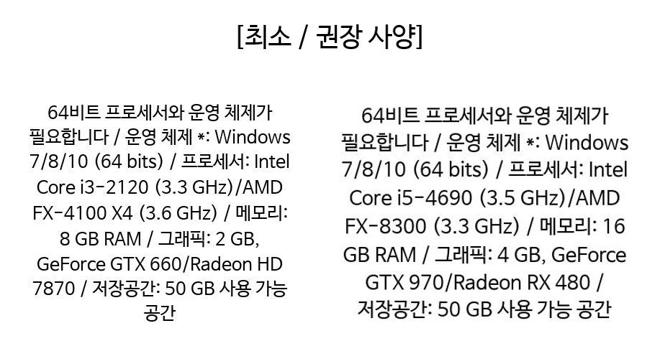 [최소 / 권장 사양]
64비트 프로세서와 운영 체제가
필요합니다 / 운영 체제 *: Windows
7/8/10 (64 bits) / 프로세서: Intel
Core i3-2120 (3.3 GHz)/AMD
FX-4100 X4 (3.6 GHz) / 메모리:
8 GB RAM / 그래픽: 2 GB,
GeForce GTX 660/Radeon HD
7870 / 저장공간: 50 GB 사용 가능
공간
64비트 프로세서와 운영 체제가
필요합니다 / 운영 체제 *: Windows
7/8/10 (64 bits) / 프로세서: Intel
Core i5-4690 (3.5 GHz)/AMD
FX-8300 (3.3 GHz) / 메모리: 16
GB RAM / 그래픽: 4 GB, GeForce
GTX 970/Radeon RX 480 /
저장공간: 50 GB 사용 가능 공간